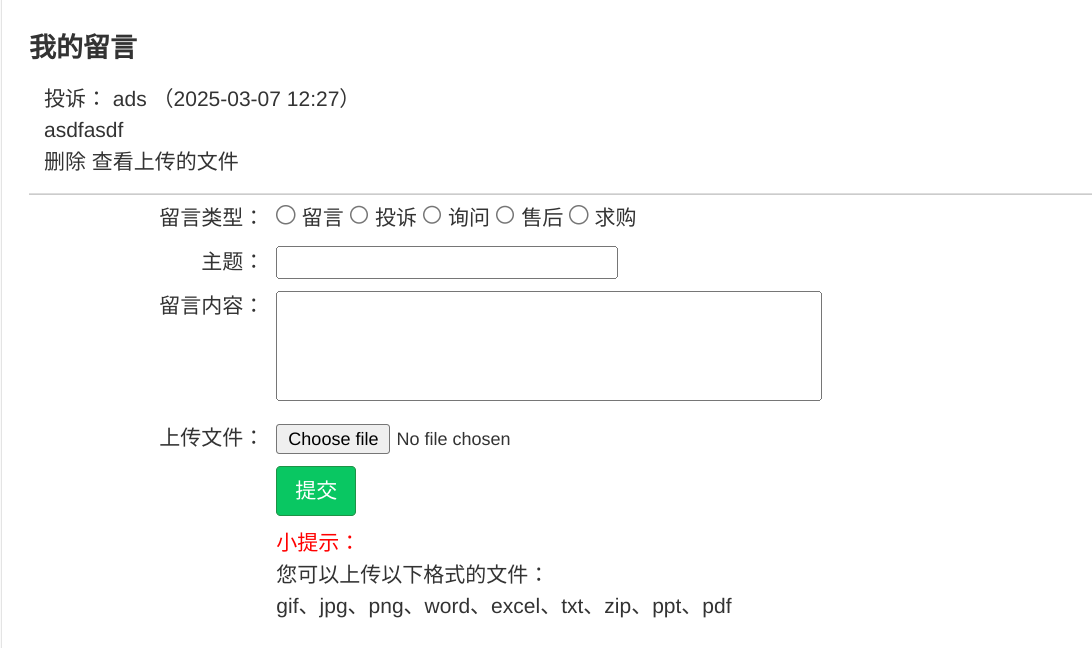 我的留言
投诉： ads （2025-03-07 12:27）
asdfasdf
删除 查看上传的文件
留言类型： 留言 投诉 询问 售后 求购
主题：
留言内容：
上传文件： Choose file No file chosen
提交
小提示：
您可以上传以下格式的文件：
gif、jpg、png、word、excel、txt、zip、ppt、pdf